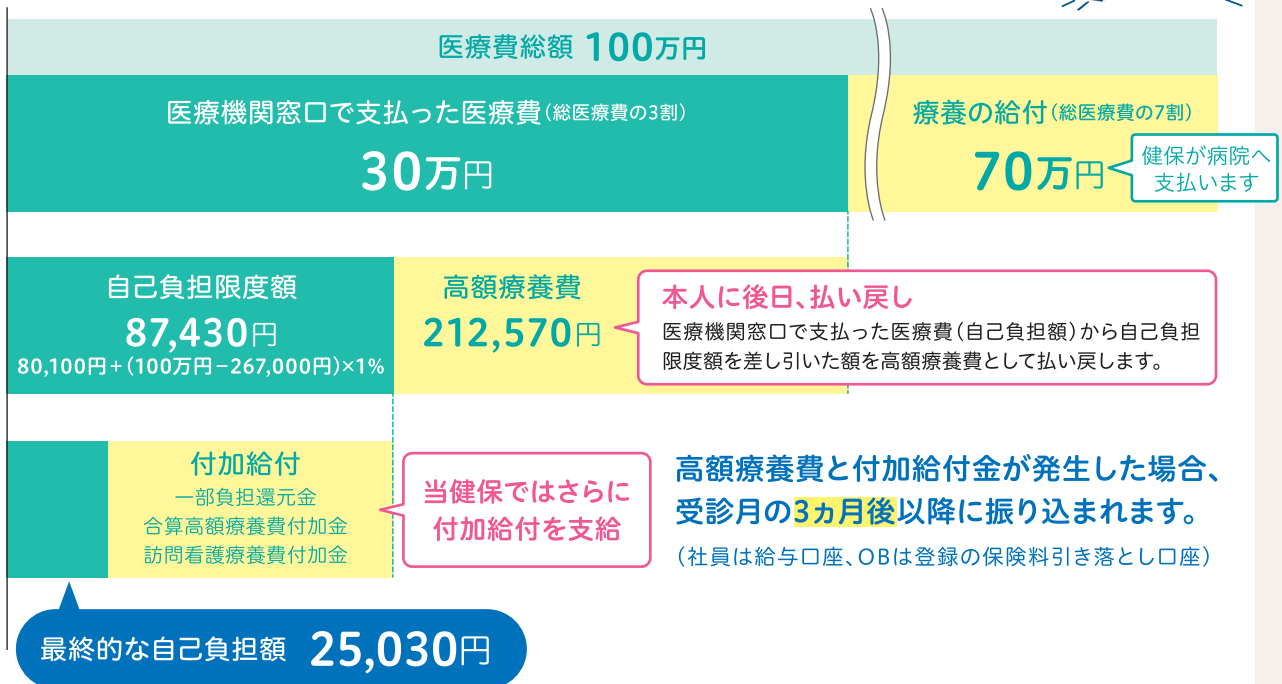 医療費総額 100万円
医療機関窓口で支払った医療費(総医療費の3割)
30万円
療養の給付(総医療費の7割)
70万円
健保が病院へ
支払います
自己負担限度額
87,430円
80,100円+(100万円-267,000円)×1%
高額療養費
212,570円
本人に後日、払い戻し
医療機関窓口で支払った医療費(自己負担額)から自己負担
限度額を差し引いた額を高額療養費として払い戻します。
付加給付
一部負担還元金
合算高額療養費付加金
訪問看護療養費付加金
当健保ではさらに
付加給付を支給
高額療養費と付加給付金が発生した場合、
受診月の3ヵ月後以降に振り込まれます。
(社員は給与口座、OBは登録の保険料引き落とし口座)
最終的な自己負担額 25,030円